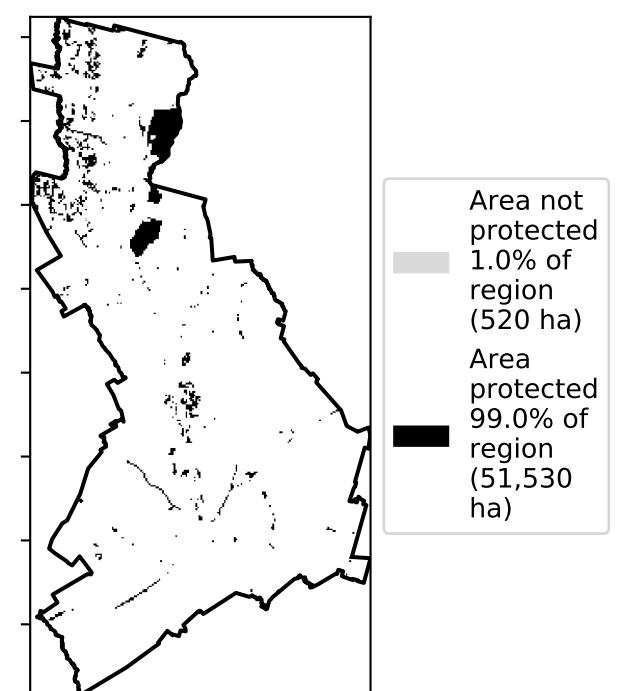 Area not
protected
1.0% of
region
(520 ha)
Area
protected
99.0% of
region
(51,530
ha)